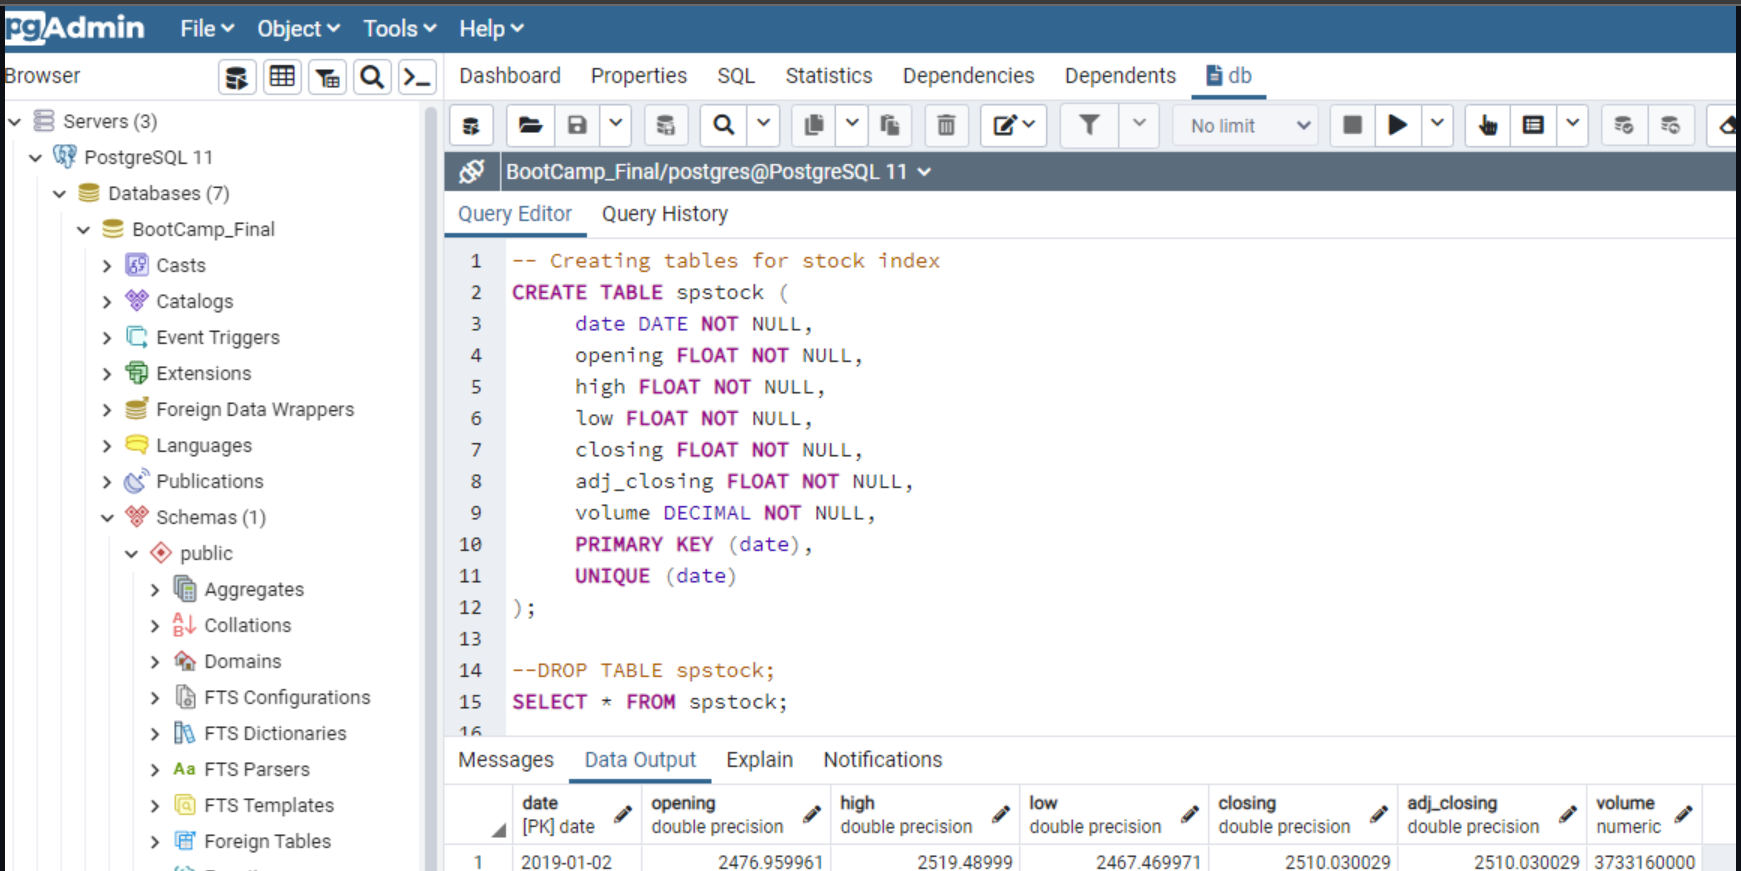 pgAdmin File Object Tools Help
Browser
Dashboard Properties SQL Statistics Dependencies Dependents db
No limit
BootCamp_Final/postgres@PostgreSQL 11
Query Editor Query History
Servers (3)
PostgreSQL 11
Databases (7)
BootCamp_Final
Casts
Catalogs
Event Triggers
Extensions
Foreign Data Wrappers
Languages
Publications
Schemas (1)
public
Aggregates
Collations
Domains
FTS Configurations
FTS Dictionaries
Aa FTS Parsers
FTS Templates
Foreign Tables
1 -- Creating tables for stock index
2 CREATE TABLE spstock (
3 date DATE NOT NULL,
4 opening FLOAT NOT NULL,
5 high FLOAT NOT NULL,
6 low FLOAT NOT NULL,
7 closing FLOAT NOT NULL,
8 adj_closing FLOAT NOT NULL,
9 volume DECIMAL NOT NULL,
10 PRIMARY KEY (date),
11 UNIQUE (date)
12 );
13
14 --DROP TABLE spstock;
15 SELECT * FROM spstock;
16
Messages Data Output Explain Notifications
date opening high low closing adj_closing volume
[PK] date double precision double precision double precision double precision double precision numeric
1 2019-01-02 2476.959961 2519.48999 2467.469971 2510.030029 2510.030029 3733160000